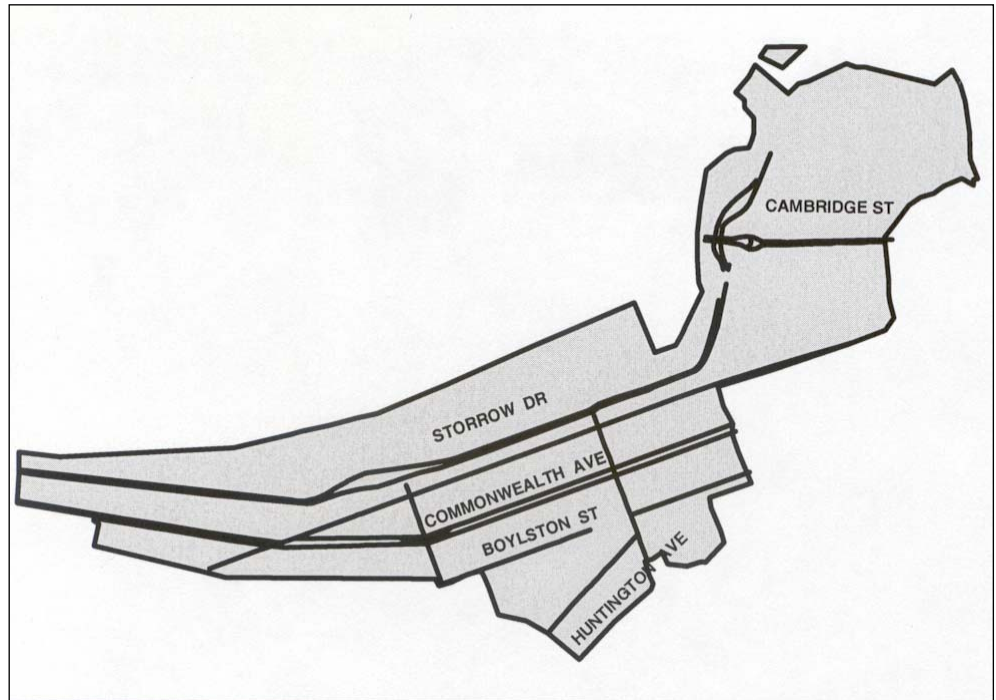 CAMBRIDGE ST
STORROW DR
COMMONWEALTH AVE
BOYLSTON ST
HUNTINGTON AVE